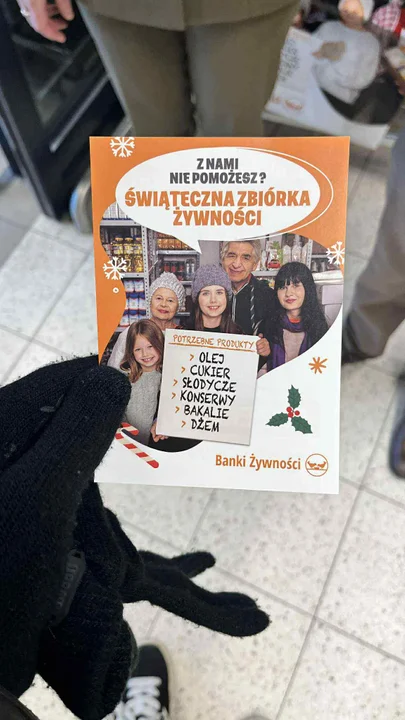 Z NAMI
NIE POMOŻESZ?
ŚWIĄTECZNA ZBIÓRKA
ŻYWNOŚCI
POTRZEBNE PRODUKTY
> OLEJ
> CUKIER
> SŁODYCZE
> KONSERWY
> BAKALIE
> DŻEM
Banki Żywności